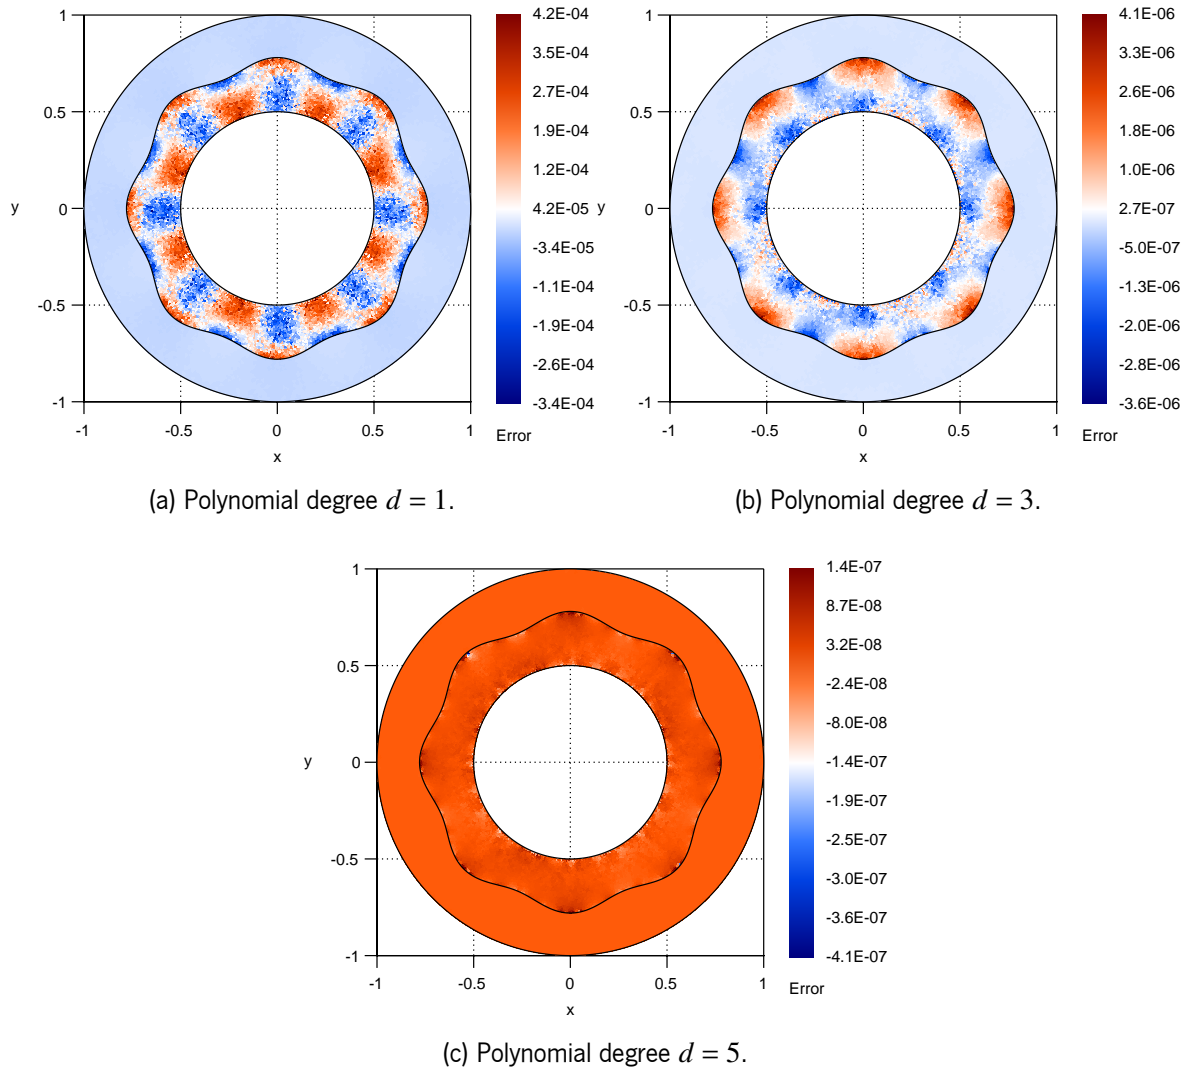 1
0.5
y
0
-0.5
-1
-1
-0.5
0
0.5
1
x
4.2E-04
3.5E-04
2.7E-04
1.9E-04
1.2E-04
4.2E-05
-3.4E-05
-1.1E-04
-1.9E-04
-2.6E-04
-3.4E-04
Error
(a) Polynomial degree d = 1.
1
0.5
y
0
-0.5
-1
-1
-0.5
0
0.5
1
x
4.1E-06
3.3E-06
2.6E-06
1.8E-06
1.0E-06
2.7E-07
-5.0E-07
-1.3E-06
-2.0E-06
-2.8E-06
-3.6E-06
Error
(b) Polynomial degree d = 3.
1
0.5
y
0
-0.5
-1
-1
-0.5
0
0.5
1
x
1.4E-07
8.7E-08
3.2E-08
-2.4E-08
-8.0E-08
-1.4E-07
-1.9E-07
-2.5E-07
-3.0E-07
-3.6E-07
-4.1E-07
Error
(c) Polynomial degree d = 5.